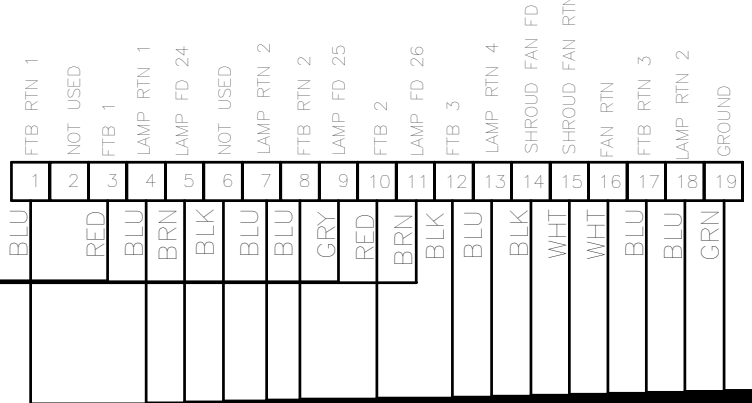 FTB RTN 1
NOT USED
FTB 1
LAMP RTN 1
LAMP FD 24
NOT USED
LAMP RTN 2
FTB RTN 2
LAMP FD 25
FTB 2
LAMP FD 26
FTB 3
LAMP RTN 4
SHROUD FAN FD
SHROUD FAN RTN
FAN RTN
FTB RTN 3
LAMP RTN 2
GROUND
1 2 3 4 5 6 7 8 9 10 11 12 13 14 15 16 17 18 19
BLU
RED
BLU
BRN
BLK
BLU
BLU
GRY
RED
BRN
BLK
BLU
BLK
WHT
WHT
BLU
BLU
GRN